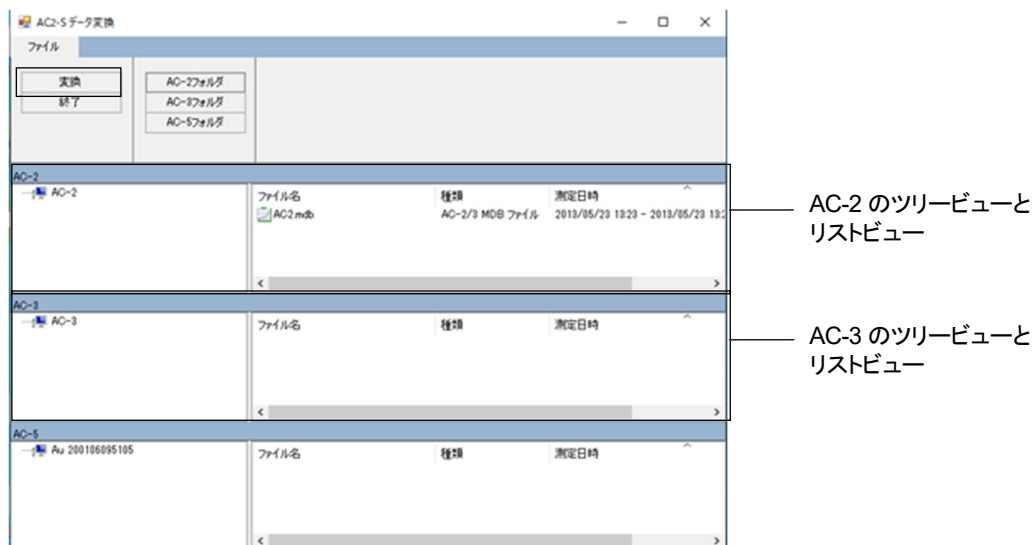 AC2-Sデータ変換
ファイル
変換
終了
AC-2フォルダ
AC-3フォルダ
AC-5フォルダ
AC-2
AC-2
ファイル名 種類 測定日時
AC2.mdb AC-2/3 MDB ファイル 2013/05/23 13:23 - 2013/05/23 13:2
AC-2 のツリービューと
リストビュー
AC-3
AC-3
ファイル名 種類 測定日時
AC-3 のツリービューと
リストビュー
AC-5
Au 200106095105
ファイル名 種類 測定日時